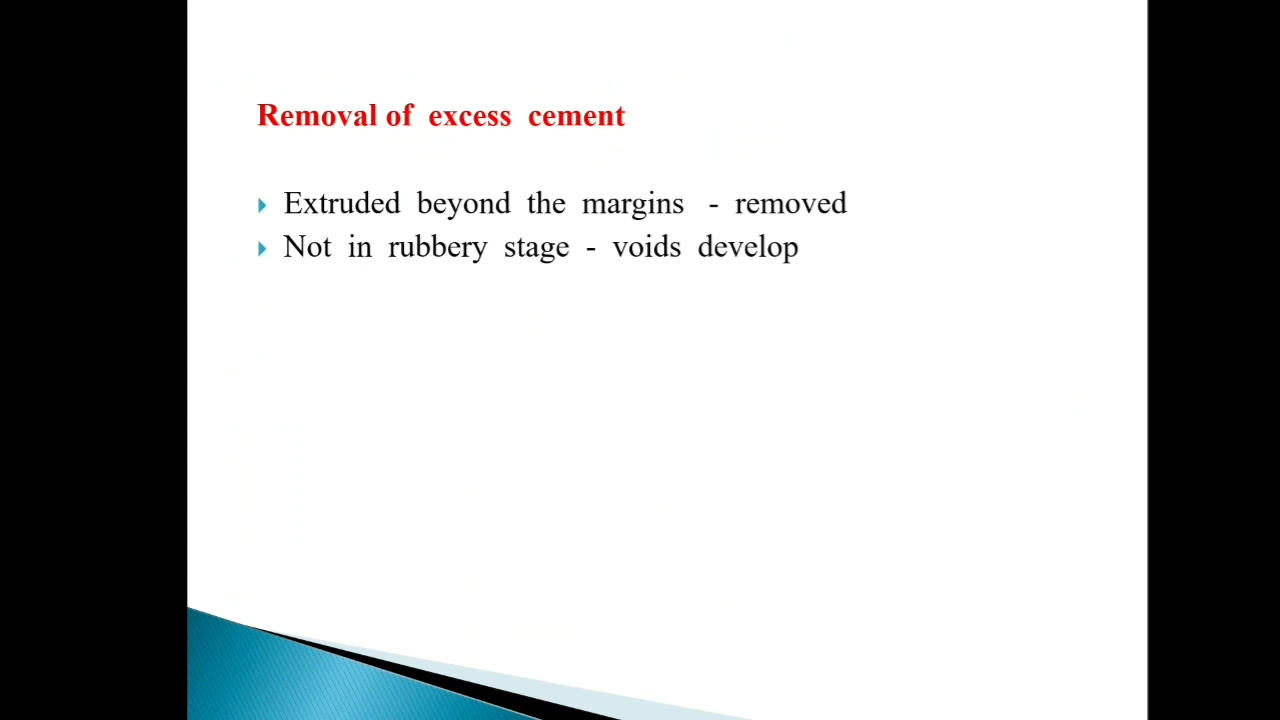 Removal of excess cement
Extruded beyond the margins - removed
Not in rubbery stage - voids develop